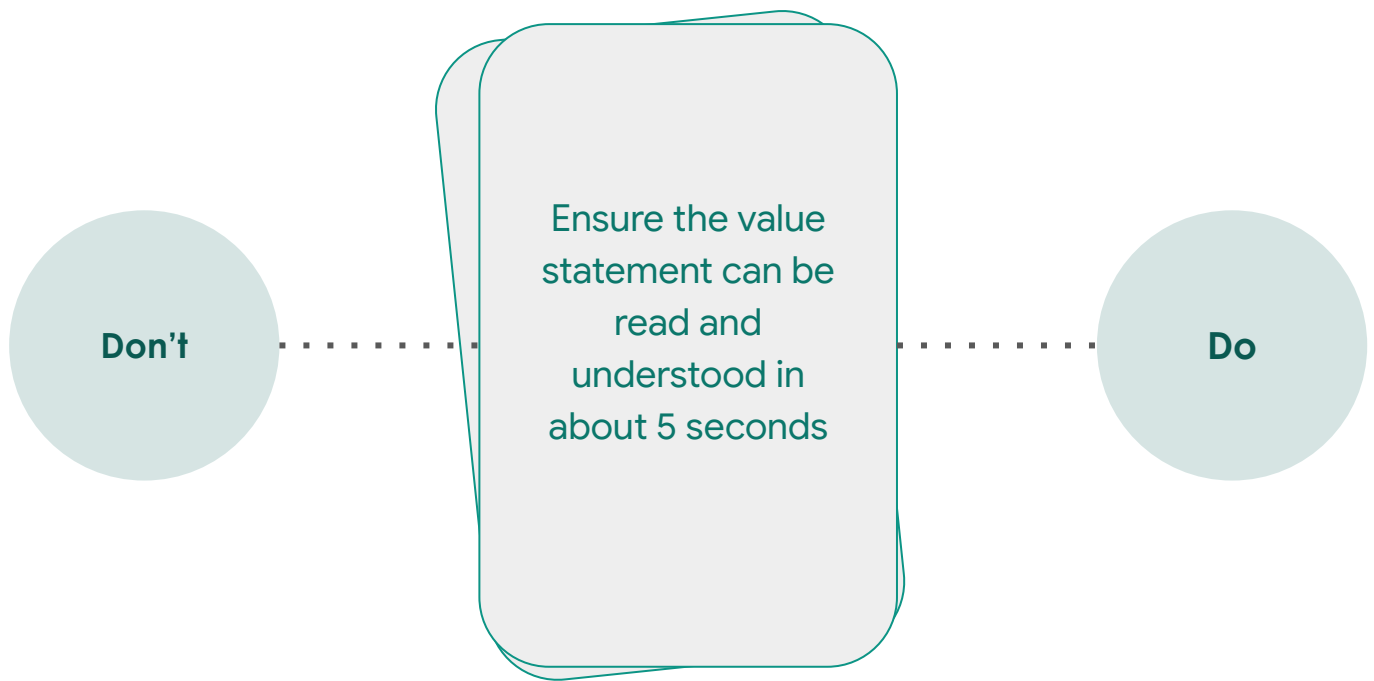 Don’t
Ensure the value
statement can be
read and
understood in
about 5 seconds
Do